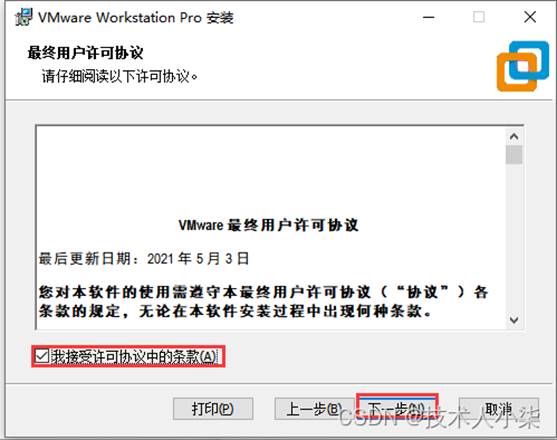 VMware Workstation Pro 安装
最终用户许可协议
请仔细阅读以下许可协议。
VMware 最终用户许可协议
最后更新日期：2021 年 5 月 3 日
您对本软件的使用需遵守本最终用户许可协议（“协议”）各
条款的规定，无论在本软件安装过程中出现何种条款。
我接受许可协议中的条款(A)
打印(P)
上一步(B)
下一步(N)
取消
CSDN @技术人小柒